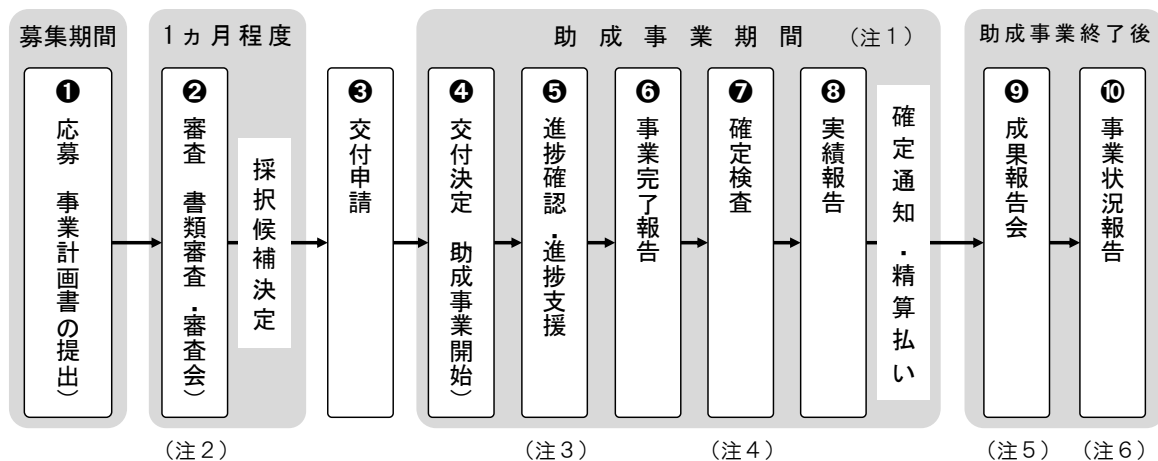 募集期間
❶応募 事業計画書の提出）
1ヵ月程度
❷審査 書類審査・審査会）
採択候補決定
❸交付申請
助成事業期間 （注１）
❹交付決定 助成事業開始）
❺進捗確認・進捗支援
❻事業完了報告
❼確定検査
❽実績報告
確定通知・精算払い
助成事業終了後
❾成果報告会
❿事業状況報告
（注２）
（注３）
（注４）
（注５）
（注６）